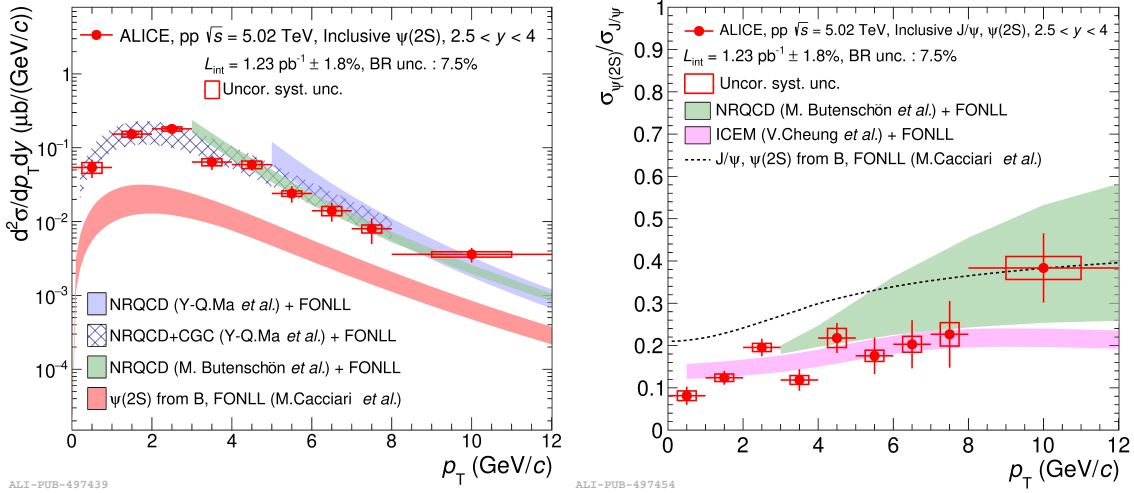 ALICE, pp √s = 5.02 TeV, Inclusive ψ(2S), 2.5 < y < 4
L_int = 1.23 pb⁻¹ ± 1.8%, BR unc. : 7.5%
Uncor. syst. unc.
d²σ/dp_T dy (μb/(GeV/c))
1
10⁻¹
10⁻²
10⁻³
10⁻⁴
NRQCD (Y-Q.Ma et al.) + FONLL
NRQCD+CGC (Y-Q.Ma et al.) + FONLL
NRQCD (M. Butenschön et al.) + FONLL
ψ(2S) from B, FONLL (M.Cacciari et al.)
0 2 4 6 8 10 12
p_T (GeV/c)
ALI-PUB-497439
σ_ψ(2S)/σ_J/ψ
ALICE, pp √s = 5.02 TeV, Inclusive J/ψ, ψ(2S), 2.5 < y < 4
L_int = 1.23 pb⁻¹ ± 1.8%, BR unc. : 7.5%
Uncor. syst. unc.
NRQCD (M. Butenschön et al.) + FONLL
ICEM (V.Cheung et al.) + FONLL
J/ψ, ψ(2S) from B, FONLL (M.Cacciari et al.)
1
0.9
0.8
0.7
0.6
0.5
0.4
0.3
0.2
0.1
0
0 2 4 6 8 10 12
p_T (GeV/c)
ALI-PUB-497454